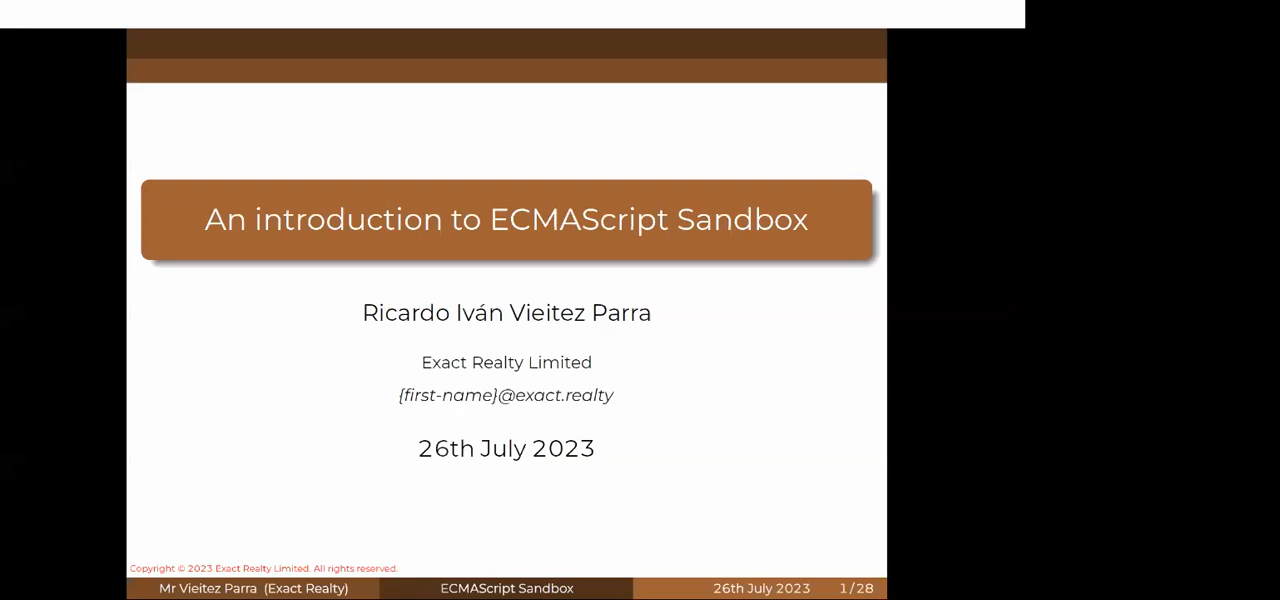 An introduction to ECMAScript Sandbox
Ricardo Iván Vieitez Parra
Exact Realty Limited
{first-name}@exact.realty
26th July 2023
Copyright © 2023 Exact Realty Limited. All rights reserved.
Mr Vieitez Parra (Exact Realty) ECMAScript Sandbox 26th July 2023 1/28